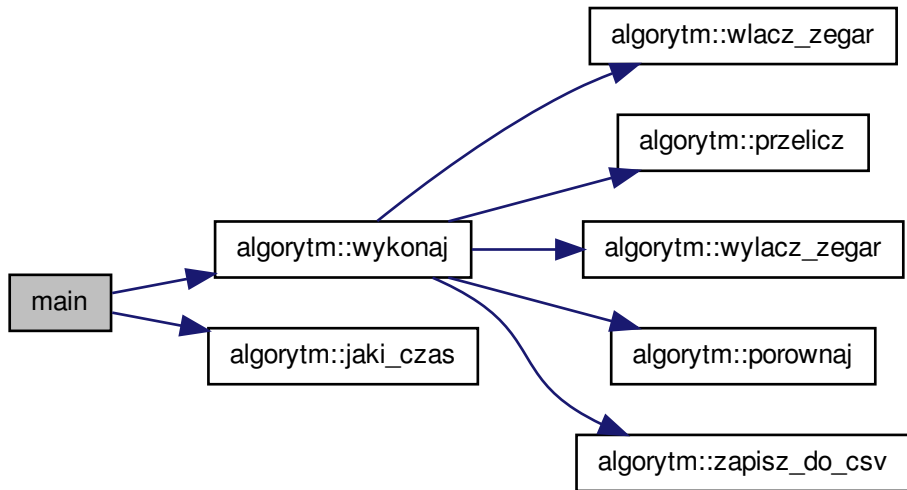 algorytm::wlacz_zegar
algorytm::przelicz
algorytm::wykonaj
algorytm::wylacz_zegar
main
algorytm::jaki_czas
algorytm::porownaj
algorytm::zapisz_do_csv